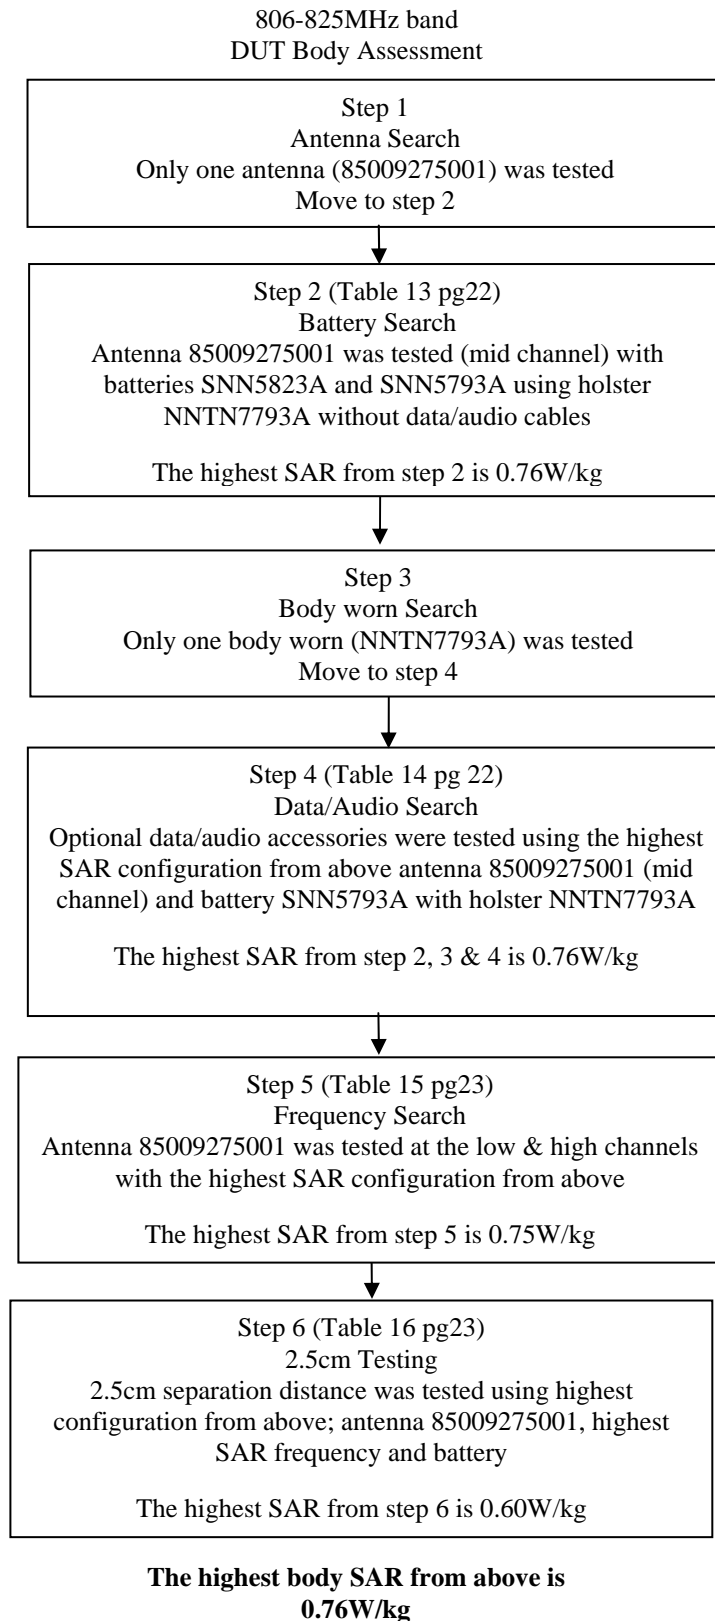 806-825MHz band
DUT Body Assessment
Step 1
Antenna Search
Only one antenna (85009275001) was tested
Move to step 2
Step 2 (Table 13 pg22)
Battery Search
Antenna 85009275001 was tested (mid channel) with
batteries SNN5823A and SNN5793A using holster
NNTN7793A without data/audio cables
The highest SAR from step 2 is 0.76W/kg
Step 3
Body worn Search
Only one body worn (NNTN7793A) was tested
Move to step 4
Step 4 (Table 14 pg 22)
Data/Audio Search
Optional data/audio accessories were tested using the highest
SAR configuration from above antenna 85009275001 (mid
channel) and battery SNN5793A with holster NNTN7793A
The highest SAR from step 2, 3 & 4 is 0.76W/kg
Step 5 (Table 15 pg23)
Frequency Search
Antenna 85009275001 was tested at the low & high channels
with the highest SAR configuration from above
The highest SAR from step 5 is 0.75W/kg
Step 6 (Table 16 pg23)
2.5cm Testing
2.5cm separation distance was tested using highest
configuration from above; antenna 85009275001, highest
SAR frequency and battery
The highest SAR from step 6 is 0.60W/kg
The highest body SAR from above is
0.76W/kg